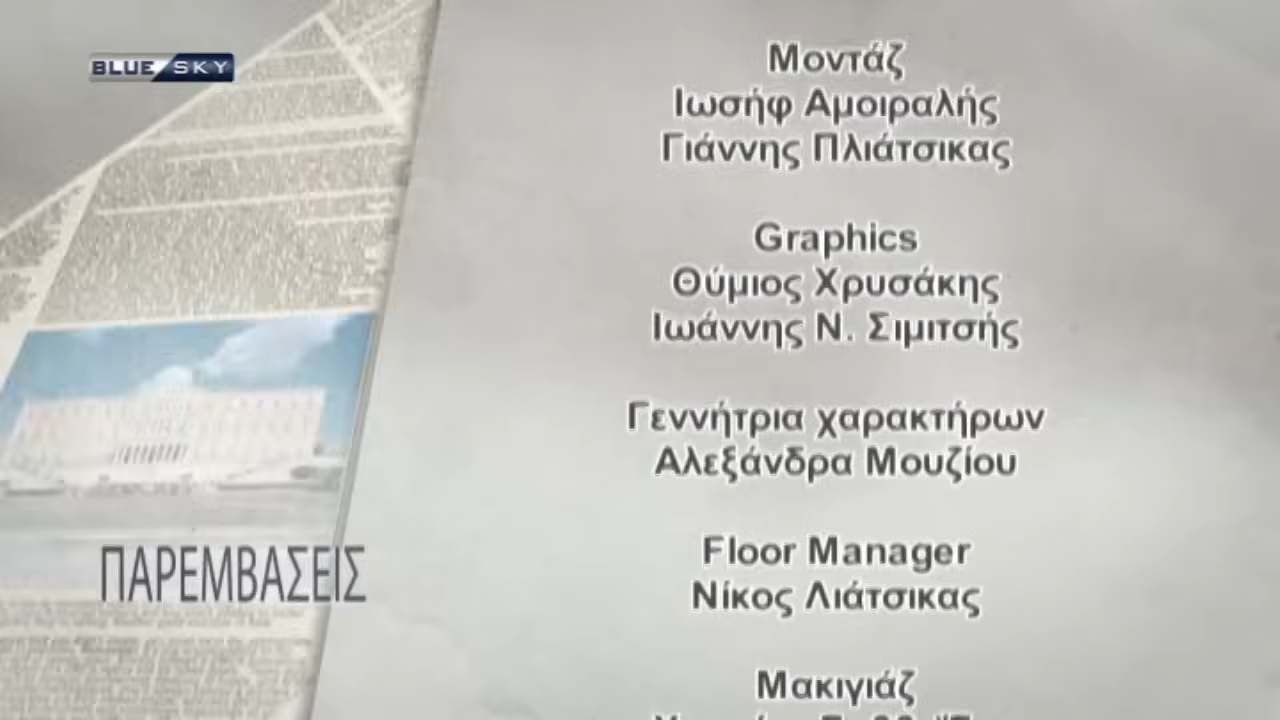 BLUE SKY
Μοντάζ
Ιωσήφ Αμοιραλής
Γιάννης Πλιάτσικας
Graphics
Θύμιος Χρυσάκης
Ιωάννης Ν. Σιμιτσής
Γεννήτρια χαρακτήρων
Αλεξάνδρα Μουζίου
Floor Manager
Νίκος Λιάτσικας
Μακιγιάζ
ΠΑΡΕΜΒΑΣΕΙΣ